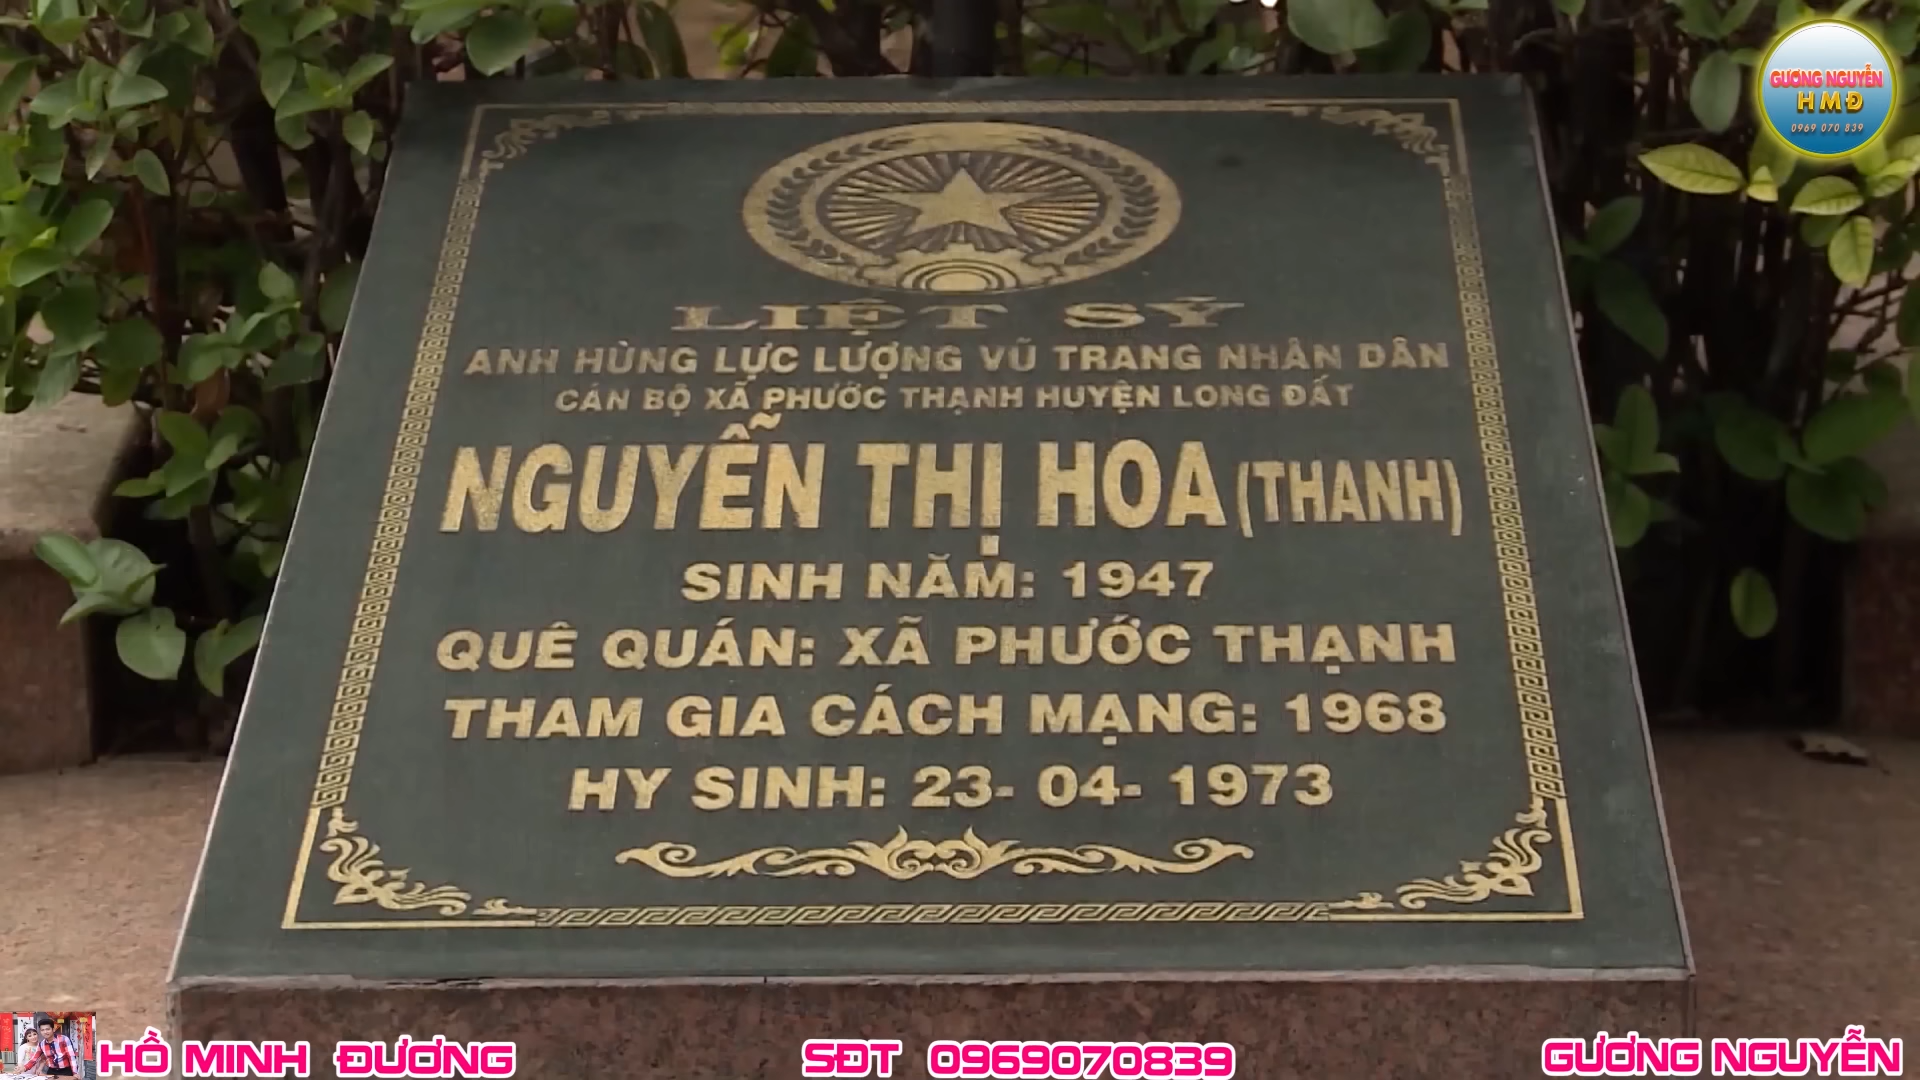 GƯƠNG NGUYỄN
HMĐ
0969 070 839
LIỆT SỸ
ANH HÙNG LỰC LƯỢNG VŨ TRANG NHÂN DÂN
CÁN BỘ XÃ PHƯỚC THẠNH HUYỆN LONG ĐẤT
NGUYỄN THỊ HOA (THANH)
SINH NĂM: 1947
QUÊ QUÁN: XÃ PHƯỚC THẠNH
THAM GIA CÁCH MẠNG: 1968
HY SINH: 23- 04- 1973
HỒ MINH ĐƯƠNG
SĐT 0969070839
GƯƠNG NGUYỄN